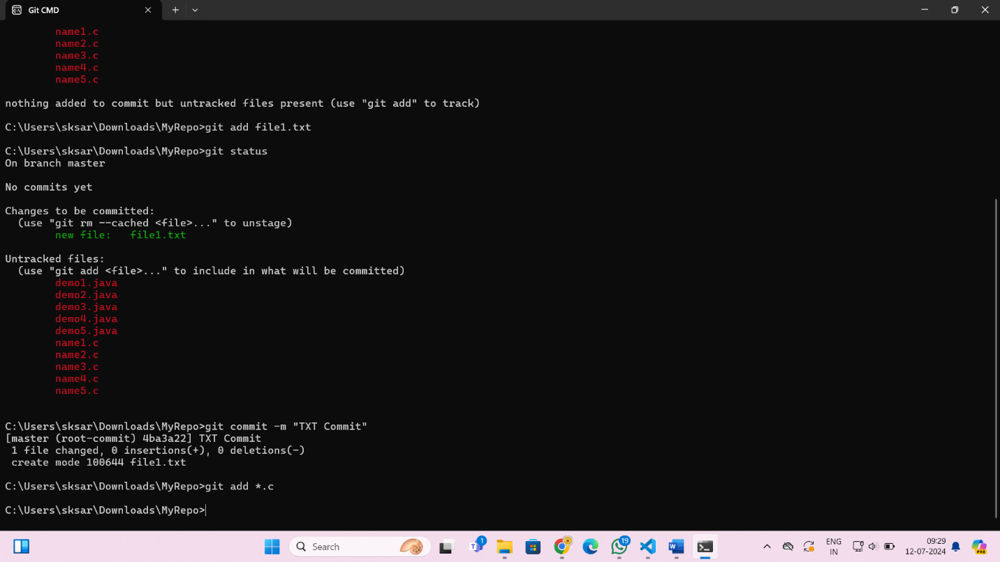 Git CMD
name1.c
name2.c
name3.c
name4.c
name5.c
nothing added to commit but untracked files present (use "git add" to track)
C:\Users\sksar\Downloads\MyRepo>git add file1.txt
C:\Users\sksar\Downloads\MyRepo>git status
On branch master
No commits yet
Changes to be committed:
(use "git rm --cached <file>..." to unstage)
new file:   file1.txt
Untracked files:
(use "git add <file>..." to include in what will be committed)
demo1.java
demo2.java
demo3.java
demo4.java
demo5.java
name1.c
name2.c
name3.c
name4.c
name5.c
C:\Users\sksar\Downloads\MyRepo>git commit -m "TXT Commit"
[master (root-commit) 4ba3a22] TXT Commit
1 file changed, 0 insertions(+), 0 deletions(-)
create mode 100644 file1.txt
C:\Users\sksar\Downloads\MyRepo>git add *.c
C:\Users\sksar\Downloads\MyRepo>
Search
1
19
ENG
IN
09:29
12-07-2024
PRE